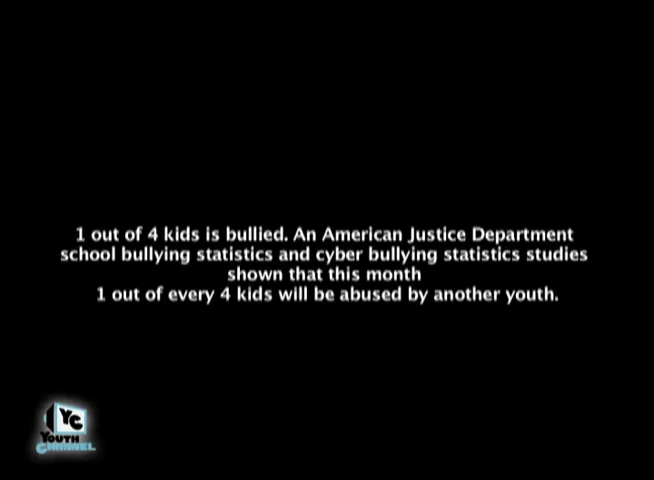 1 out of 4 kids is bullied. An American Justice Department
school bullying statistics and cyber bullying statistics studies
shown that this month
1 out of every 4 kids will be abused by another youth.
YC
YOUTH
CHANNEL